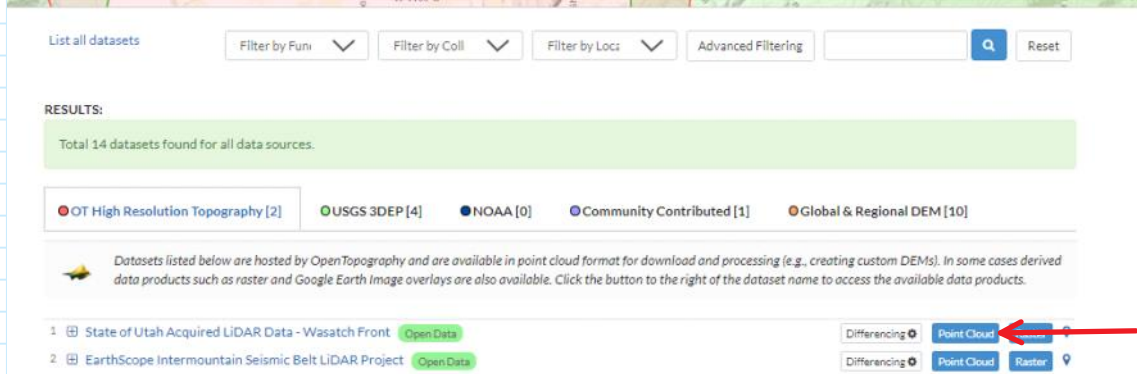 List all datasets Filter by Fun Filter by Coll Filter by Loca Advanced Filtering Reset
RESULTS:
Total 14 datasets found for all data sources.
OT High Resolution Topography [2] USGS 3DEP [4] NOAA [0] Community Contributed [1] Global & Regional DEM [10]
Datasets listed below are hosted by OpenTopography and are available in point cloud format for download and processing (e.g., creating custom DEMs). In some cases derived
data products such as raster and Google Earth Image overlays are also available. Click the button to the right of the dataset name to access the available data products.
1 State of Utah Acquired LiDAR Data - Wasatch Front Open Data Differencing Point Cloud
2 EarthScope Intermountain Seismic Belt LiDAR Project Open Data Differencing Point Cloud Raster